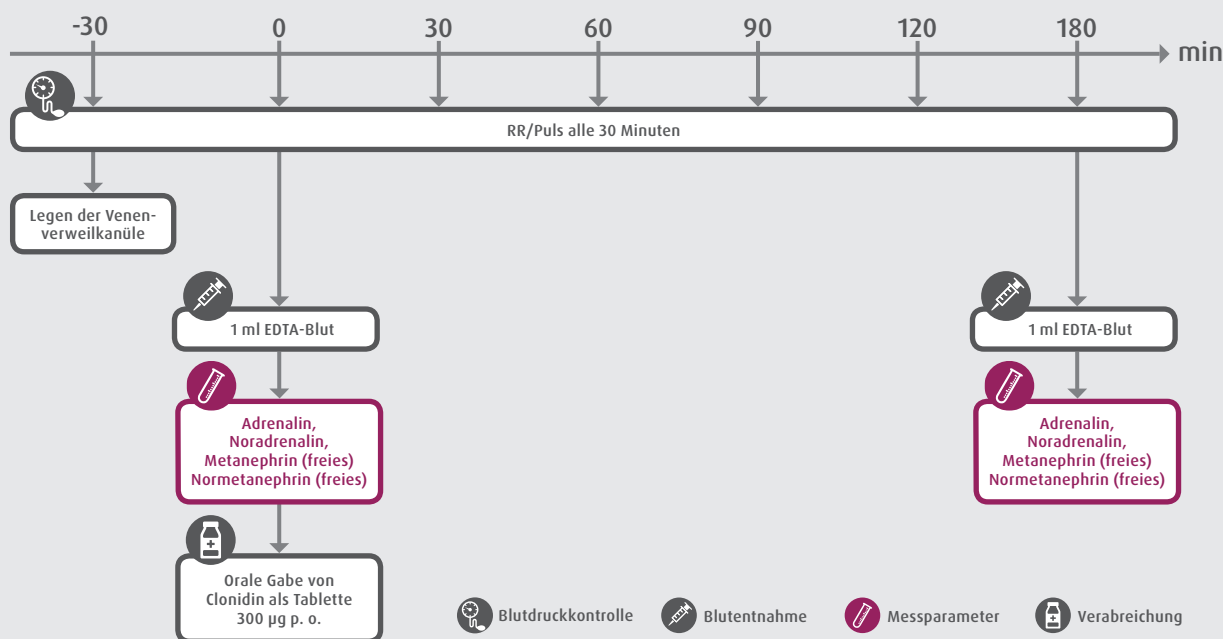 -30 0 30 60 90 120 180
min
RR/Puls alle 30 Minuten
Legen der Venen-
verweilkanüle
1 ml EDTA-Blut
Adrenalin,
Noradrenalin,
Metanephrin (freies)
Normetanephrin (freies)
Orale Gabe von
Clonidin als Tablette
300 µg p. o.
1 ml EDTA-Blut
Adrenalin,
Noradrenalin,
Metanephrin (freies)
Normetanephrin (freies)
Blutdruckkontrolle Blutentnahme Messparameter Verabreichung